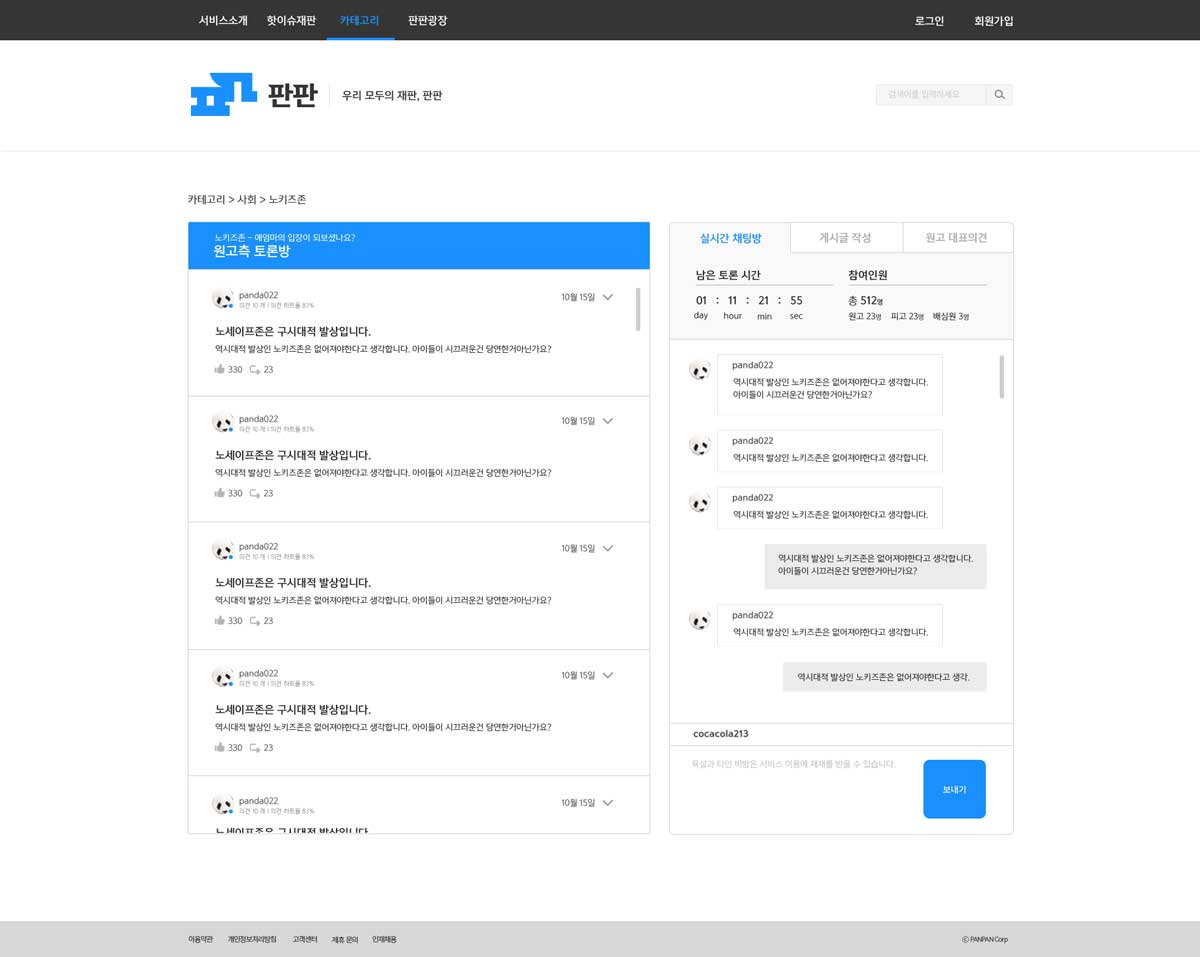 서비스소개 핫이슈재판 카테고리 판판광장 로그인 회원가입
판판 우리 모두의 재판, 판판
검색어를 입력하세요
카테고리 > 사회 > 노키즈존
노키즈존 - 애엄마의 입장이 되보셨나요?
원고측 토론방
panda022 10월 15일
의견 10 개 I 의견 하트율 83%
노세이프존은 구시대적 발상입니다.
역시대적 발상인 노키즈존은 없어져야한다고 생각합니다. 아이들이 시끄러운건 당연한거아닌가요?
330 23
panda022 10월 15일
의견 10 개 I 의견 하트율 83%
노세이프존은 구시대적 발상입니다.
역시대적 발상인 노키즈존은 없어져야한다고 생각합니다. 아이들이 시끄러운건 당연한거아닌가요?
330 23
panda022 10월 15일
의견 10 개 I 의견 하트율 83%
노세이프존은 구시대적 발상입니다.
역시대적 발상인 노키즈존은 없어져야한다고 생각합니다. 아이들이 시끄러운건 당연한거아닌가요?
330 23
panda022 10월 15일
의견 10 개 I 의견 하트율 83%
노세이프존은 구시대적 발상입니다.
역시대적 발상인 노키즈존은 없어져야한다고 생각합니다. 아이들이 시끄러운건 당연한거아닌가요?
330 23
panda022 10월 15일
의견 10 개 I 의견 하트율 83%
노세이프존은 구시대적 발상입니다.
실시간 채팅방 게시글 작성 원고 대표의견
남은 토론 시간 참여인원
01 : 11 : 21 : 55 총 512명
day hour min sec 원고 23명 피고 23명 배심원 3명
panda022
역시대적 발상인 노키즈존은 없어져야한다고 생각합니다.
아이들이 시끄러운건 당연한거아닌가요?
panda022
역시대적 발상인 노키즈존은 없어져야한다고 생각합니다.
panda022
역시대적 발상인 노키즈존은 없어져야한다고 생각합니다.
역시대적 발상인 노키즈존은 없어져야한다고 생각합니다.
아이들이 시끄러운건 당연한거아닌가요?
panda022
역시대적 발상인 노키즈존은 없어져야한다고 생각합니다.
역시대적 발상인 노키즈존은 없어져야한다고 생각.
cocacola213
욕설과 타인 비방은 서비스 이용에 제재를 받을 수 있습니다.
보내기
이용약관 개인정보처리방침 고객센터 제휴 문의 인재채용 © PANPAN Corp